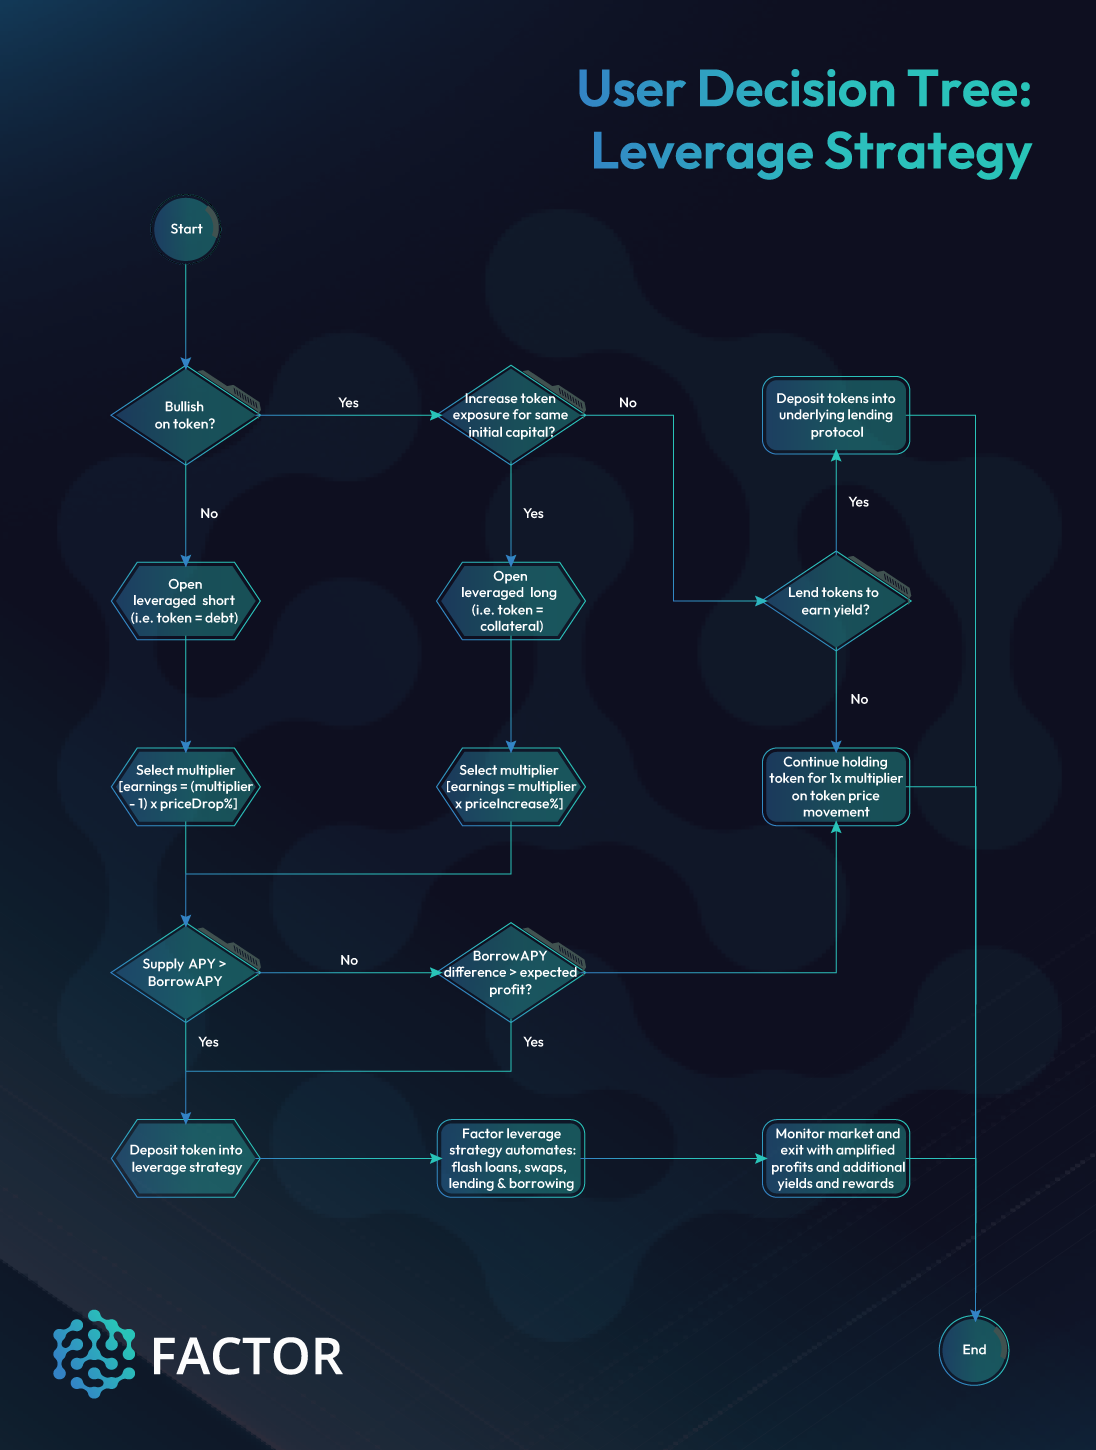 User Decision Tree:
Leverage Strategy
Start
Bullish
on token?
Yes
Increase token
exposure for same
initial capital?
No
Deposit tokens into
underlying lending
protocol
Yes
No
Yes
Open
leveraged short
(i.e. token = debt)
Open
leveraged long
(i.e. token =
collateral)
Lend tokens to
earn yield?
No
Select multiplier
[earnings = (multiplier
- 1) x priceDrop%]
Select multiplier
[earnings = multiplier
x priceIncrease%]
Continue holding
token for 1x multiplier
on token price
movement
Supply APY >
BorrowAPY
No
BorrowAPY
difference > expected
profit?
Yes
Yes
Deposit token into
leverage strategy
Factor leverage
strategy automates:
flash loans, swaps,
lending & borrowing
Monitor market and
exit with amplified
profits and additional
yields and rewards
FACTOR
End